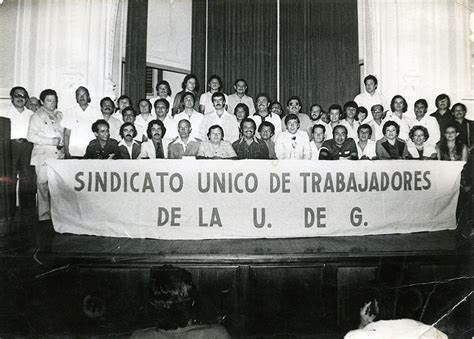 SINDICATO UNICO DE TRABAJADORES
DE LA U. DE G.